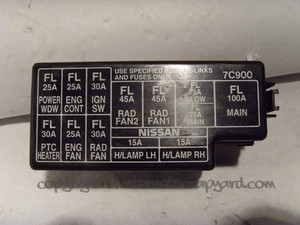 USE SPECIFIED
LINKS
AND FUSES ONLY
7C900
FL FL FL
25A 25A 30A
POWER ENG IGN
WDW CONT SW
FL FL FL FL
45A 45A 75A 100A
RAD RAD GLOW MAIN
FAN2 FAN1
FL FL FL
30A 25A 30A
PTC ENG RAD
HEATER FAN FAN
NISSAN
MAIN
15A 15A
H/LAMP LH H/LAMP RH